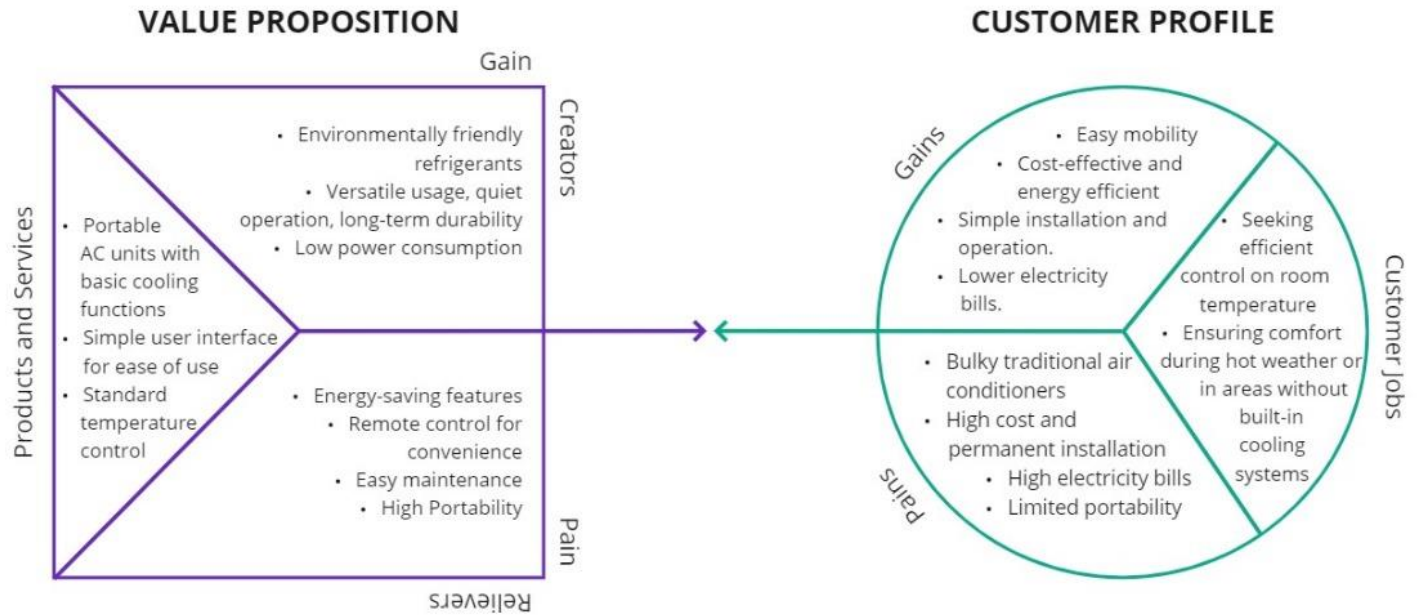 VALUE PROPOSITION
Gain
Creators
• Environmentally friendly
refrigerants
• Versatile usage, quiet
operation, long-term durability
• Low power consumption
Products and Services
• Portable
AC units with
basic cooling
functions
• Simple user interface
for ease of use
• Standard
temperature
control
• Energy-saving features
• Remote control for
convenience
• Easy maintenance
• High Portability
Pain
Relievers
CUSTOMER PROFILE
Gains
• Easy mobility
• Cost-effective and
energy efficient
• Simple installation and
operation.
• Lower electricity
bills.
• Seeking
efficient
control on room
temperature
• Ensuring comfort
during hot weather or
in areas without
built-in
cooling
systems
Customer Jobs
• Bulky traditional air
conditioners
• High cost and
permanent installation
• High electricity bills
• Limited portability
Pains